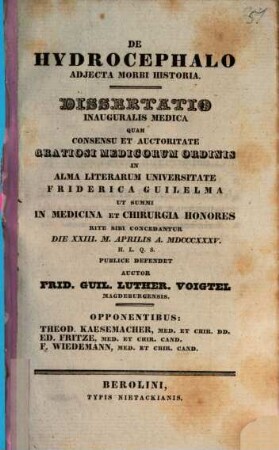 51
DE
HYDROCEPHALO
ADJECTA MORBI HISTORIA.
DISSERTATIO
INAUGURALIS MEDICA
QUAM
CONSENSU ET AUCTORITATE
GRATIOSI MEDICORUM ORDINIS
IN
ALMA LITERARUM UNIVERSITATE
FRIDERICA GUILELMA
UT SUMMI
IN MEDICINA ET CHIRURGIA HONORES
RITE SIBI CONCEDANTUR
DIE XXIII. M. APRILIS A. MDCCCXXXV.
H. L. Q. S.
PUBLICE DEFENDET
AUCTOR
FRID. GUIL. LUTHER. VOIGTEL
MAGDEBURGENSIS.
OPPONENTIBUS:
THEOD. KAESEMACHER, MED. ET CHIR. DD.
ED. FRITZE, MED. ET CHIR. CAND.
F. WIEDEMANN, MED. ET CHIR. CAND.
BEROLINI,
TYPIS NIETACKIANIS.